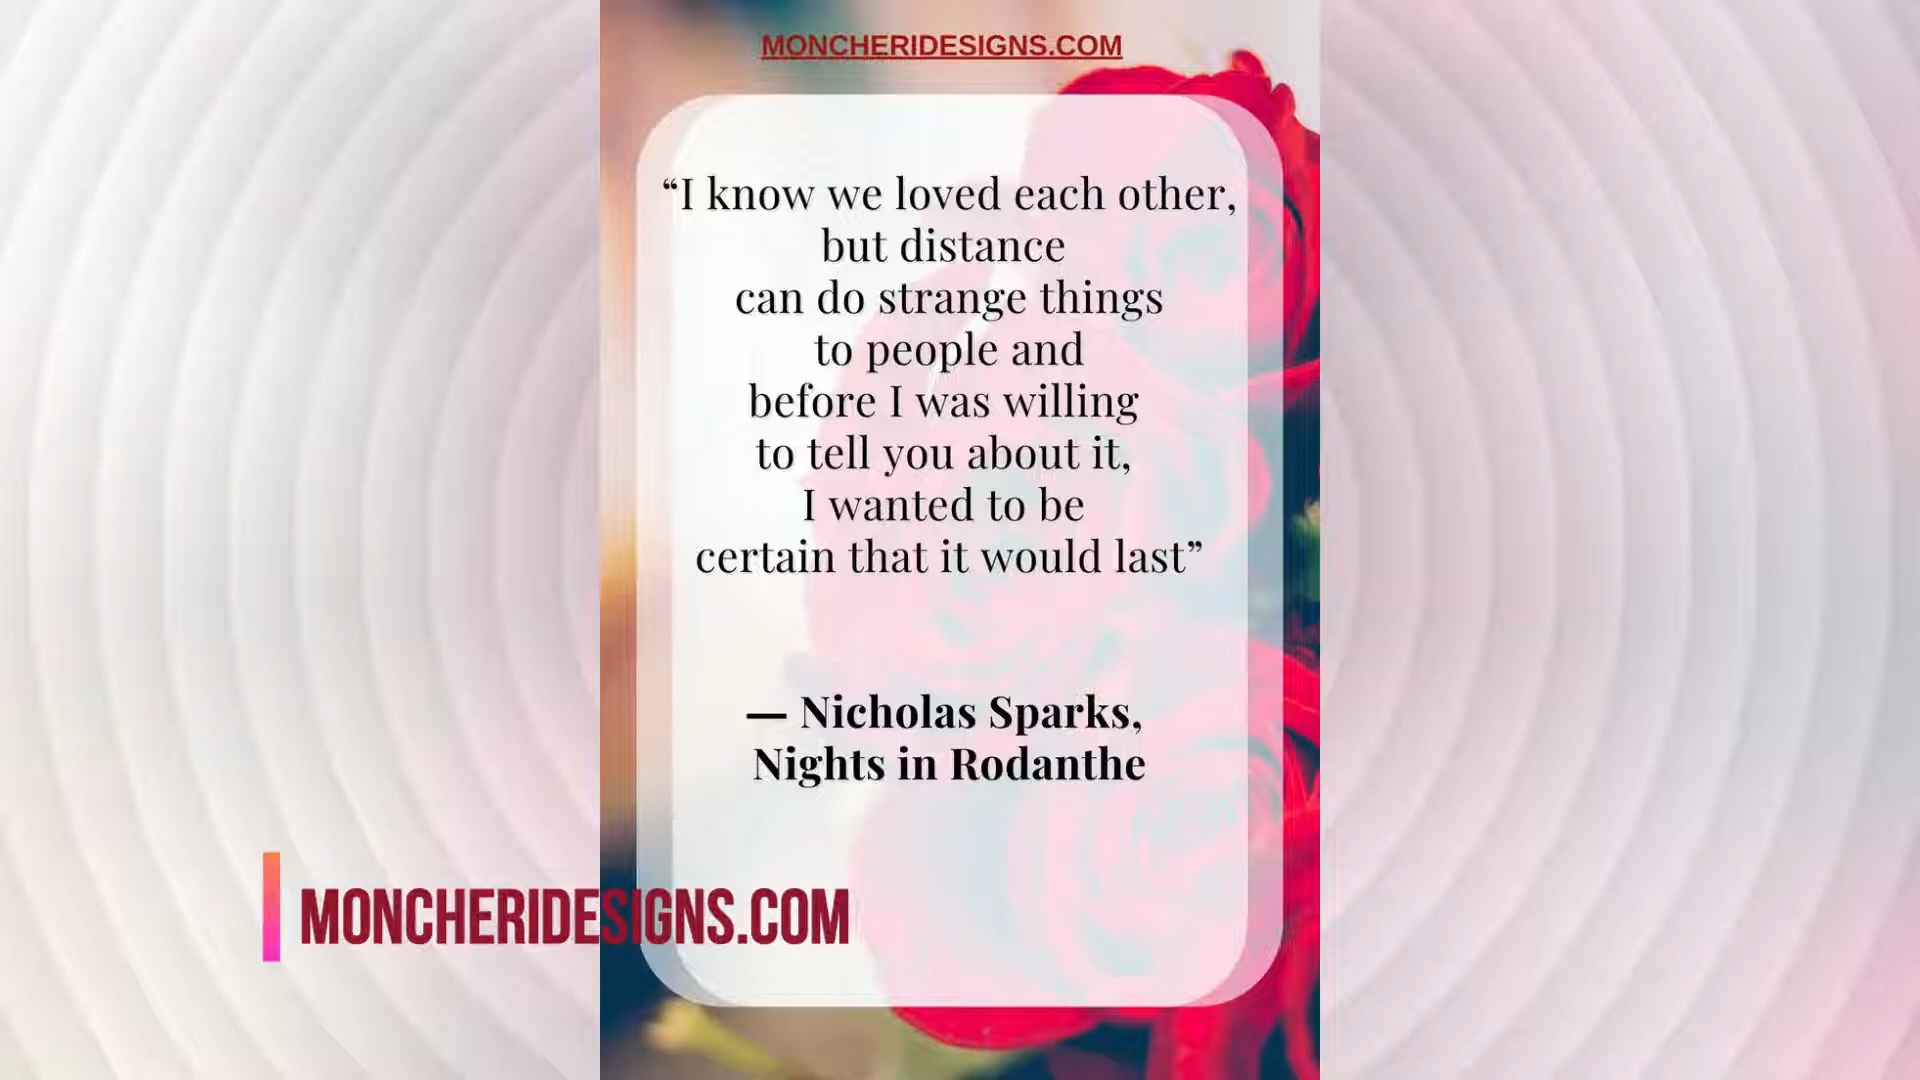 MONCHERIDESIGNS.COM
“I know we loved each other,
but distance
can do strange things
to people and
before I was willing
to tell you about it,
I wanted to be
certain that it would last”
— Nicholas Sparks,
Nights in Rodanthe
MONCHERIDESIGNS.COM